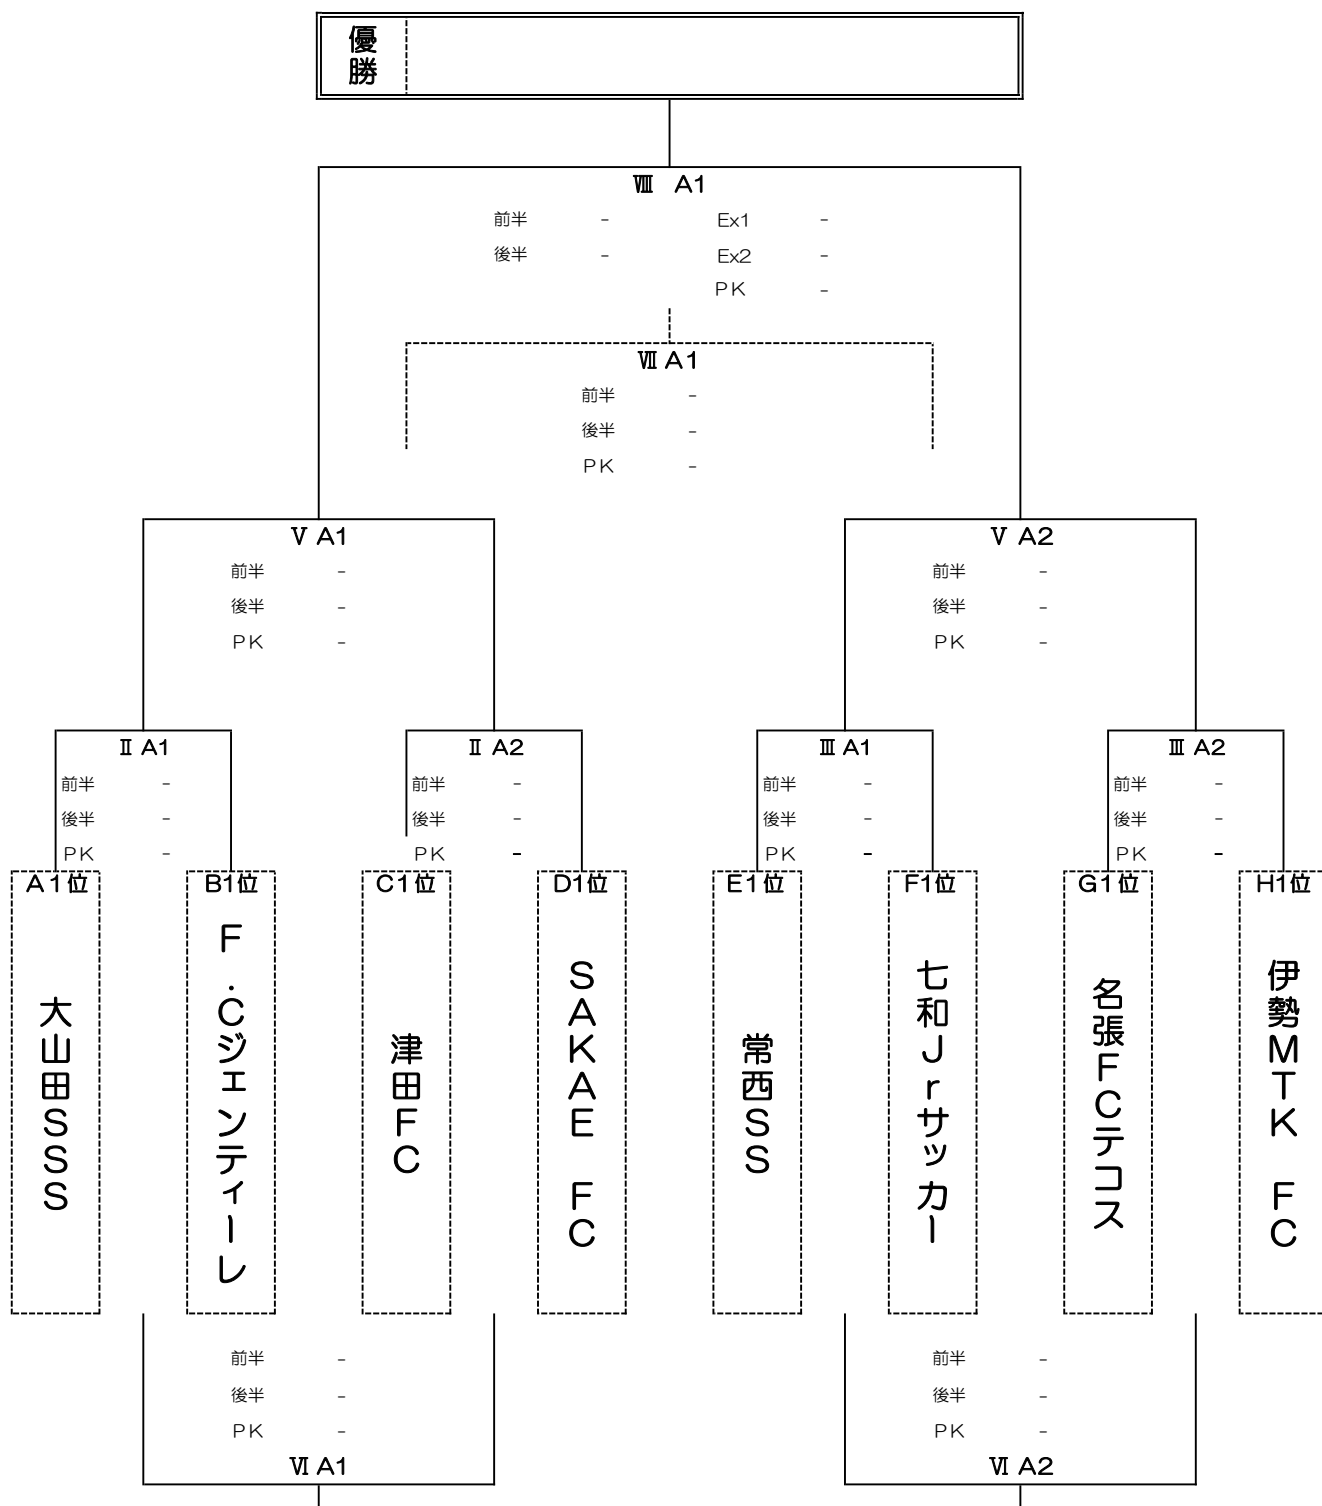 優勝
Ⅷ A1
前半 - Ex1 -
後半 - Ex2 -
PK -
Ⅶ A1
前半 -
後半 -
PK -
Ⅴ A1 Ⅴ A2
前半 - 前半 -
後半 - 後半 -
PK - PK -
Ⅱ A1 Ⅱ A2 Ⅲ A1 Ⅲ A2
前半 - 前半 - 前半 - 前半 -
後半 - 後半 - 後半 - 後半 -
PK - PK - PK - PK -
A1位 B1位 C1位 D1位 E1位 F1位 G1位 H1位
大山田SSS
F.Cジェンティーレ
津田FC
SAKAE FC
常西SS
七和Jrサッカー
名張FCテコス
伊勢MTK FC
前半 - 前半 -
後半 - 後半 -
PK - PK -
Ⅵ A1 Ⅵ A2